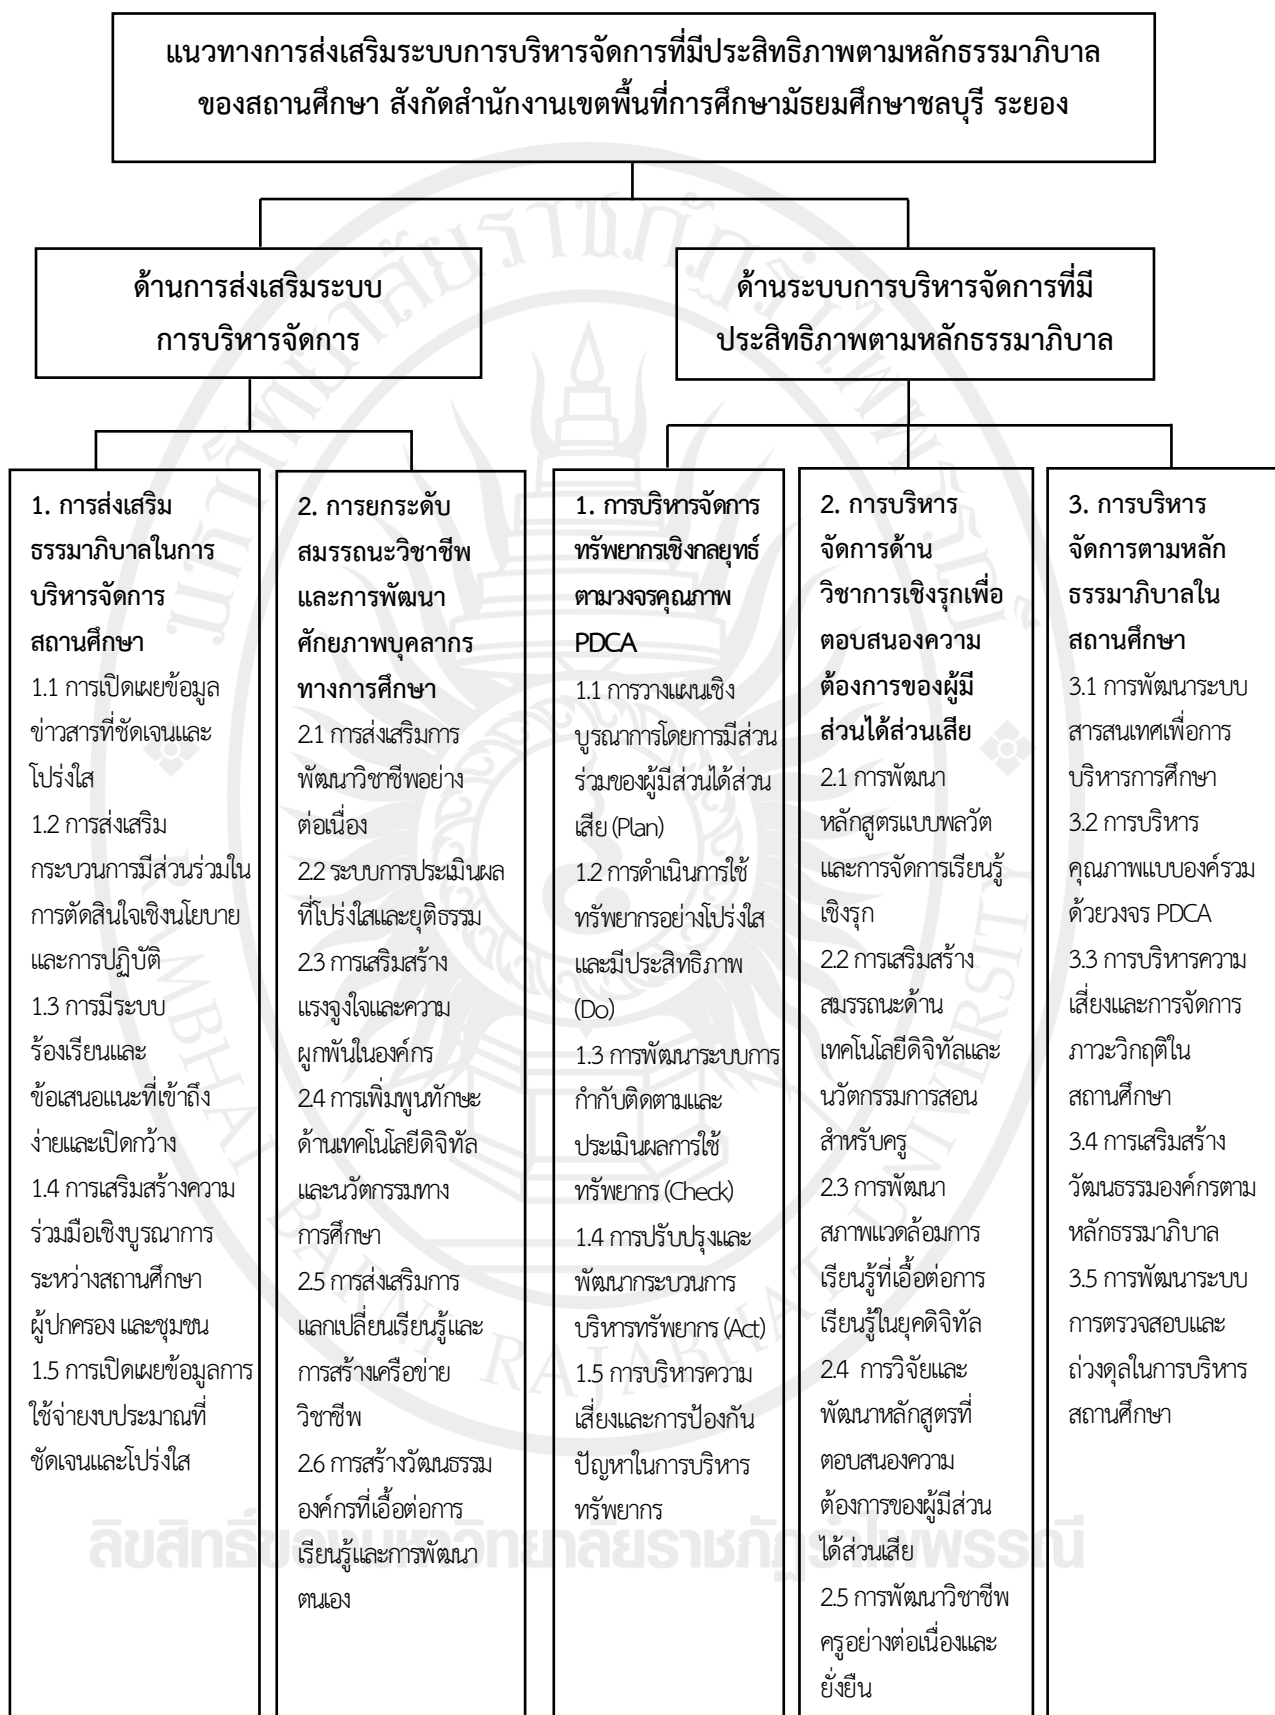 แนวทางการส่งเสริมระบบการบริหารจัดการที่มีประสิทธิภาพตามหลักธรรมาภิบาล
ของสถานศึกษา สังกัดสำนักงานเขตพื้นที่การศึกษามัธยมศึกษาชลบุรี ระยอง
ด้านการส่งเสริมระบบ
การบริหารจัดการ
ด้านระบบการบริหารจัดการที่มี
ประสิทธิภาพตามหลักธรรมาภิบาล
1. การส่งเสริม
ธรรมาภิบาลในการ
บริหารจัดการ
สถานศึกษา
1.1 การเปิดเผยข้อมูล
ข่าวสารที่ชัดเจนและ
โปร่งใส
1.2 การส่งเสริม
กระบวนการมีส่วนร่วมใน
การตัดสินใจเชิงนโยบาย
และการปฏิบัติ
1.3 การมีระบบ
ร้องเรียนและ
ข้อเสนอแนะที่เข้าถึง
ง่ายและเปิดกว้าง
1.4 การเสริมสร้างความ
ร่วมมือเชิงบูรณาการ
ระหว่างสถานศึกษา
ผู้ปกครอง และชุมชน
1.5 การเปิดเผยข้อมูลการ
ใช้จ่ายงบประมาณที่
ชัดเจนและโปร่งใส
2. การยกระดับ
สมรรถนะวิชาชีพ
และการพัฒนา
ศักยภาพบุคลากร
ทางการศึกษา
2.1 การส่งเสริมการ
พัฒนาวิชาชีพอย่าง
ต่อเนื่อง
2.2 ระบบการประเมินผล
ที่โปร่งใสและยุติธรรม
2.3 การเสริมสร้าง
แรงจูงใจและความ
ผูกพันในองค์กร
2.4 การเพิ่มพูนทักษะ
ด้านเทคโนโลยีดิจิทัล
และนวัตกรรมทาง
การศึกษา
2.5 การส่งเสริมการ
แลกเปลี่ยนเรียนรู้และ
การสร้างเครือข่าย
วิชาชีพ
2.6 การสร้างวัฒนธรรม
องค์กรที่เอื้อต่อการ
เรียนรู้และการพัฒนา
ตนเอง
1. การบริหารจัดการ
ทรัพยากรเชิงกลยุทธ์
ตามวงจรคุณภาพ
PDCA
1.1 การวางแผนเชิง
บูรณาการโดยการมีส่วน
ร่วมของผู้มีส่วนได้ส่วน
เสีย (Plan)
1.2 การดำเนินการใช้
ทรัพยากรอย่างโปร่งใส
และมีประสิทธิภาพ
(Do)
1.3 การพัฒนาระบบการ
กำกับติดตามและ
ประเมินผลการใช้
ทรัพยากร (Check)
1.4 การปรับปรุงและ
พัฒนากระบวนการ
บริหารทรัพยากร (Act)
1.5 การบริหารความ
เสี่ยงและการป้องกัน
ปัญหาในการบริหาร
ทรัพยากร
2. การบริหาร
จัดการด้าน
วิชาการเชิงรุกเพื่อ
ตอบสนองความ
ต้องการของผู้มี
ส่วนได้ส่วนเสีย
2.1 การพัฒนา
หลักสูตรแบบพลวัต
และการจัดการเรียนรู้
เชิงรุก
2.2 การเสริมสร้าง
สมรรถนะด้าน
เทคโนโลยีดิจิทัลและ
นวัตกรรมการสอน
สำหรับครู
2.3 การพัฒนา
สภาพแวดล้อมการ
เรียนรู้ที่เอื้อต่อการ
เรียนรู้ในยุคดิจิทัล
2.4 การวิจัยและ
พัฒนาหลักสูตรที่
ตอบสนองความ
ต้องการของผู้มีส่วน
ได้ส่วนเสีย
2.5 การพัฒนาวิชาชีพ
ครูอย่างต่อเนื่องและ
ยั่งยืน
3. การบริหาร
จัดการตามหลัก
ธรรมาภิบาลใน
สถานศึกษา
3.1 การพัฒนาระบบ
สารสนเทศเพื่อการ
บริหารการศึกษา
3.2 การบริหาร
คุณภาพแบบองค์รวม
ด้วยวงจร PDCA
3.3 การบริหารความ
เสี่ยงและการจัดการ
ภาวะวิกฤติใน
สถานศึกษา
3.4 การเสริมสร้าง
วัฒนธรรมองค์กรตาม
หลักธรรมาภิบาล
3.5 การพัฒนาระบบ
การตรวจสอบและ
ถ่วงดุลในการบริหาร
สถานศึกษา